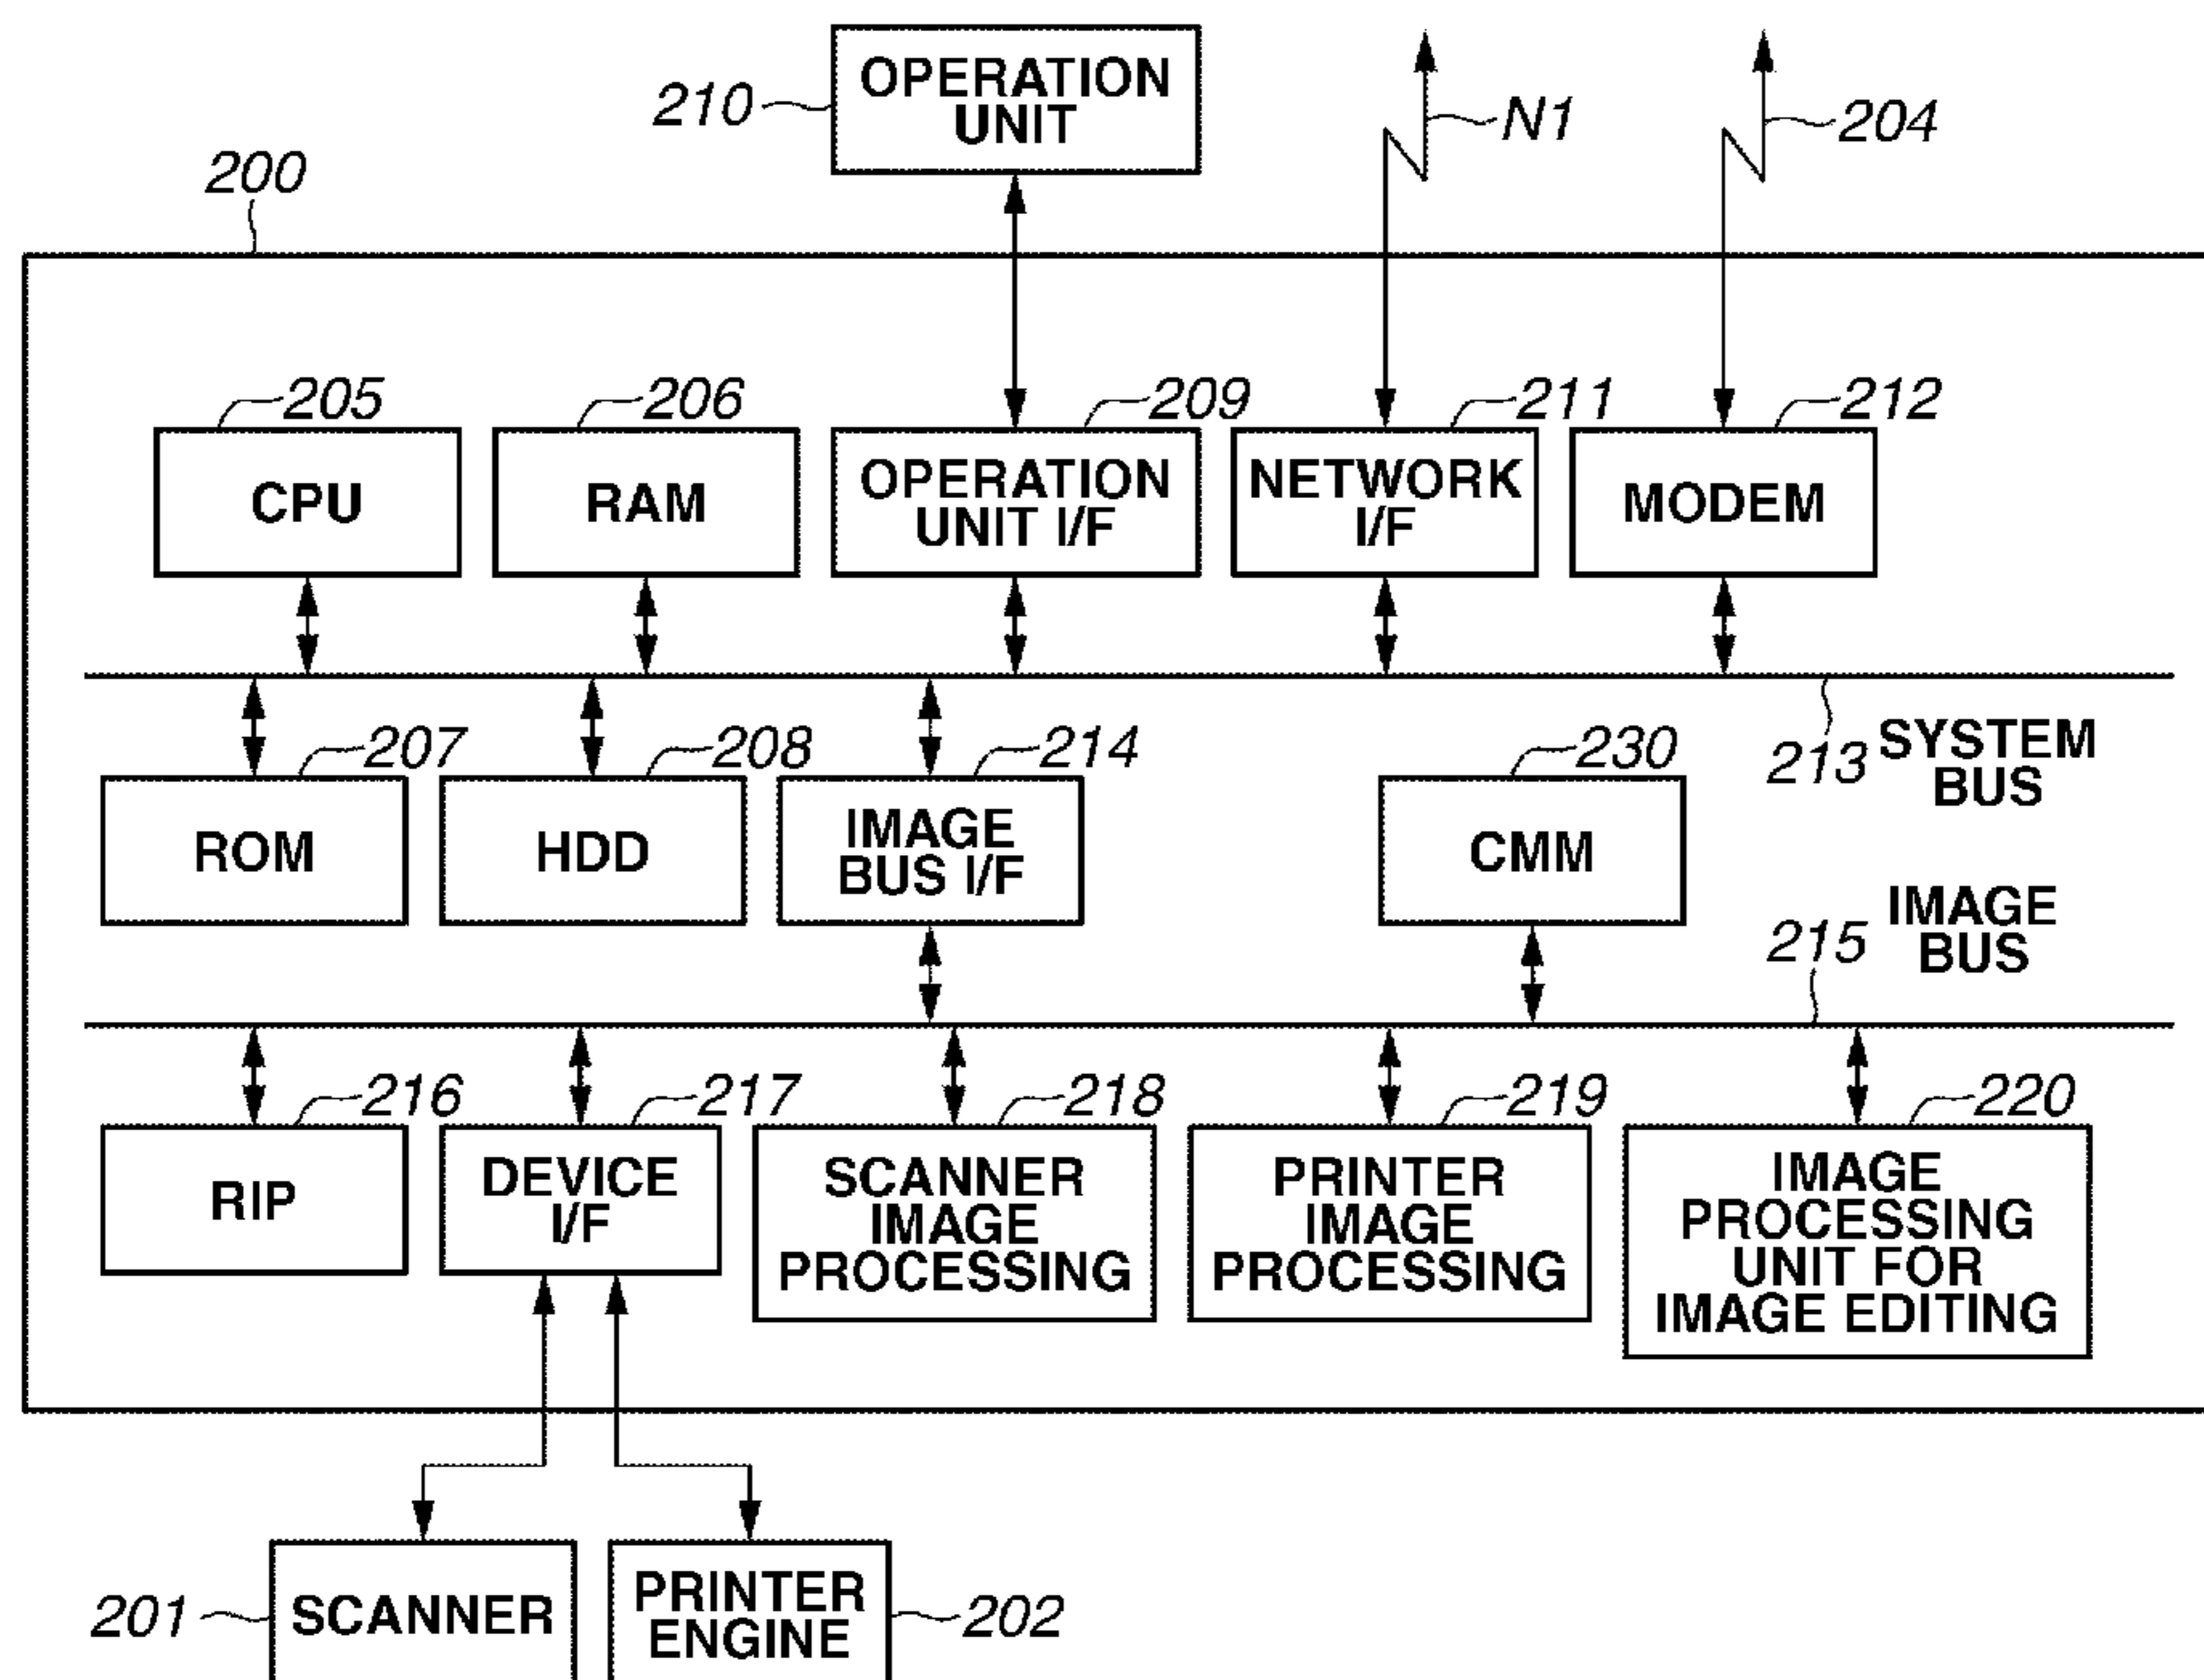 210
OPERATION
UNIT
N1
204
200
205
206
209
211
212
CPU
RAM
OPERATION
UNIT I/F
NETWORK
I/F
MODEM
207
208
214
230
213
SYSTEM
BUS
ROM
HDD
IMAGE
BUS I/F
CMM
215
IMAGE
BUS
216
217
218
219
220
RIP
DEVICE
I/F
SCANNER
IMAGE
PROCESSING
PRINTER
IMAGE
PROCESSING
IMAGE
PROCESSING
UNIT FOR
IMAGE EDITING
201
SCANNER
PRINTER
ENGINE
202